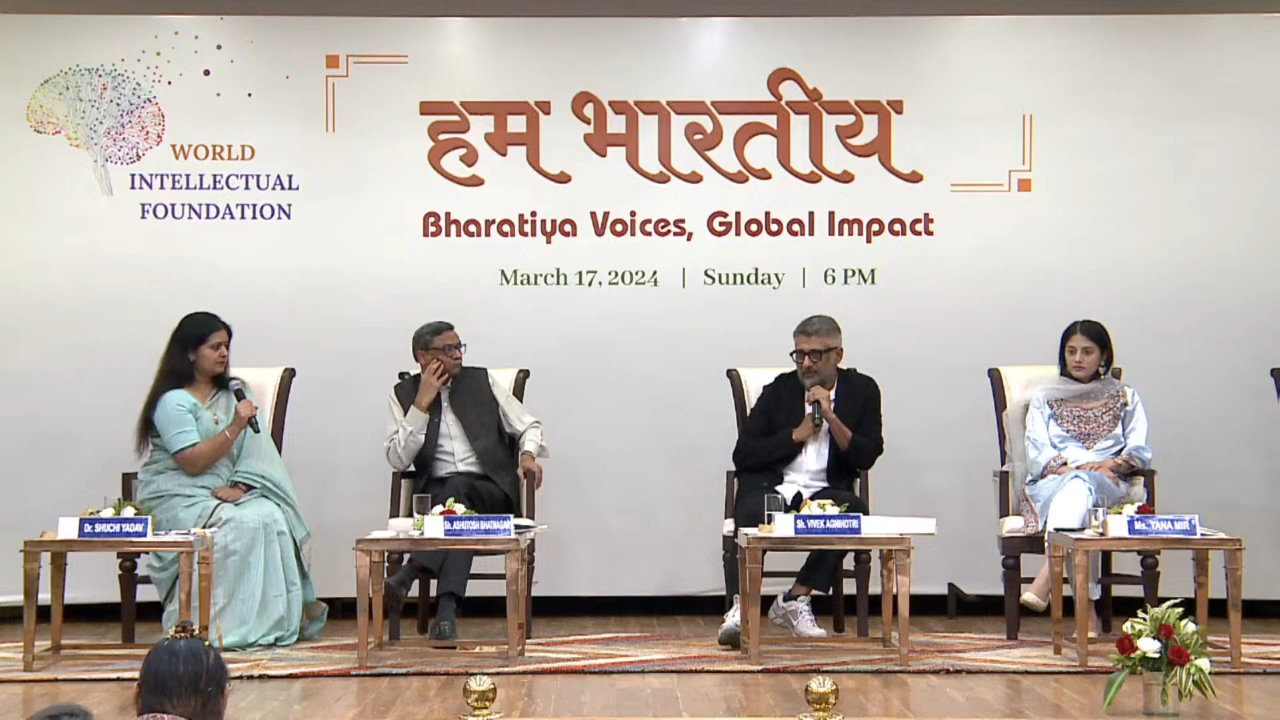 WORLD
INTELLECTUAL
FOUNDATION
हम भारतीय
Bharatiya Voices, Global Impact
March 17, 2024 | Sunday | 6 PM
Dr. SHUCHI YADAV
Sh. ASHUTOSH BHATNAGAR
Sh. VIVEK AGNIHOTRI
Ms. YANA MIR